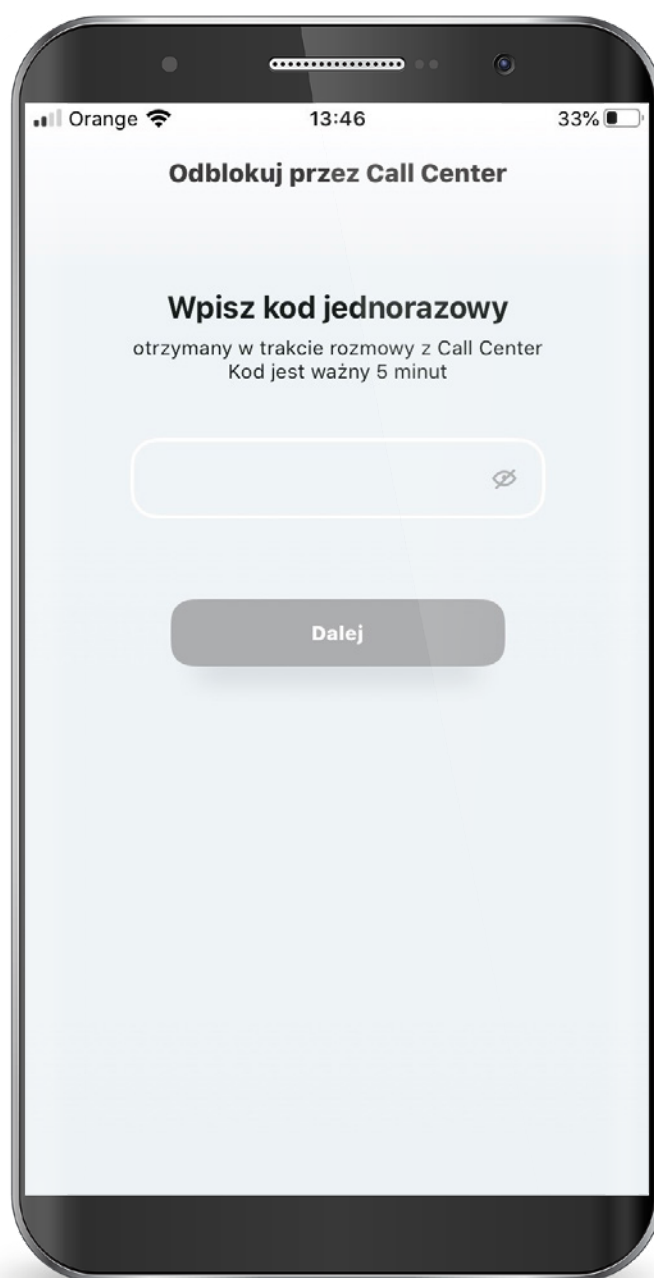 Orange
13:46
33%
Odblokuj przez Call Center
Wpisz kod jednorazowy
otrzymany w trakcie rozmowy z Call Center
Kod jest ważny 5 minut
Dalej